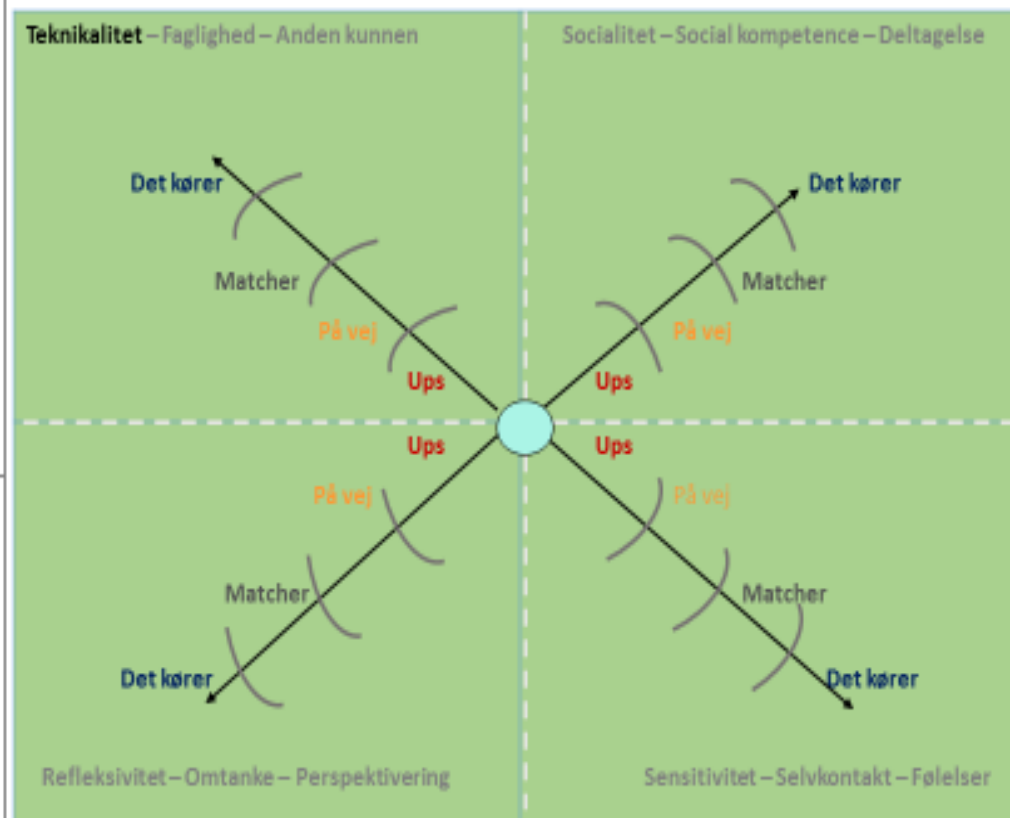 Teknikalitet – Faglighed – Anden kunnen
Socialitet – Social kompetence – Deltagelse
Det kører
Det kører
Matcher
Matcher
På vej
På vej
Ups
Ups
Ups
Ups
På vej
På vej
Matcher
Matcher
Det kører
Det kører
Refleksivitet – Omtanke – Perspektivering
Sensitivitet – Selvkontakt – Følelser